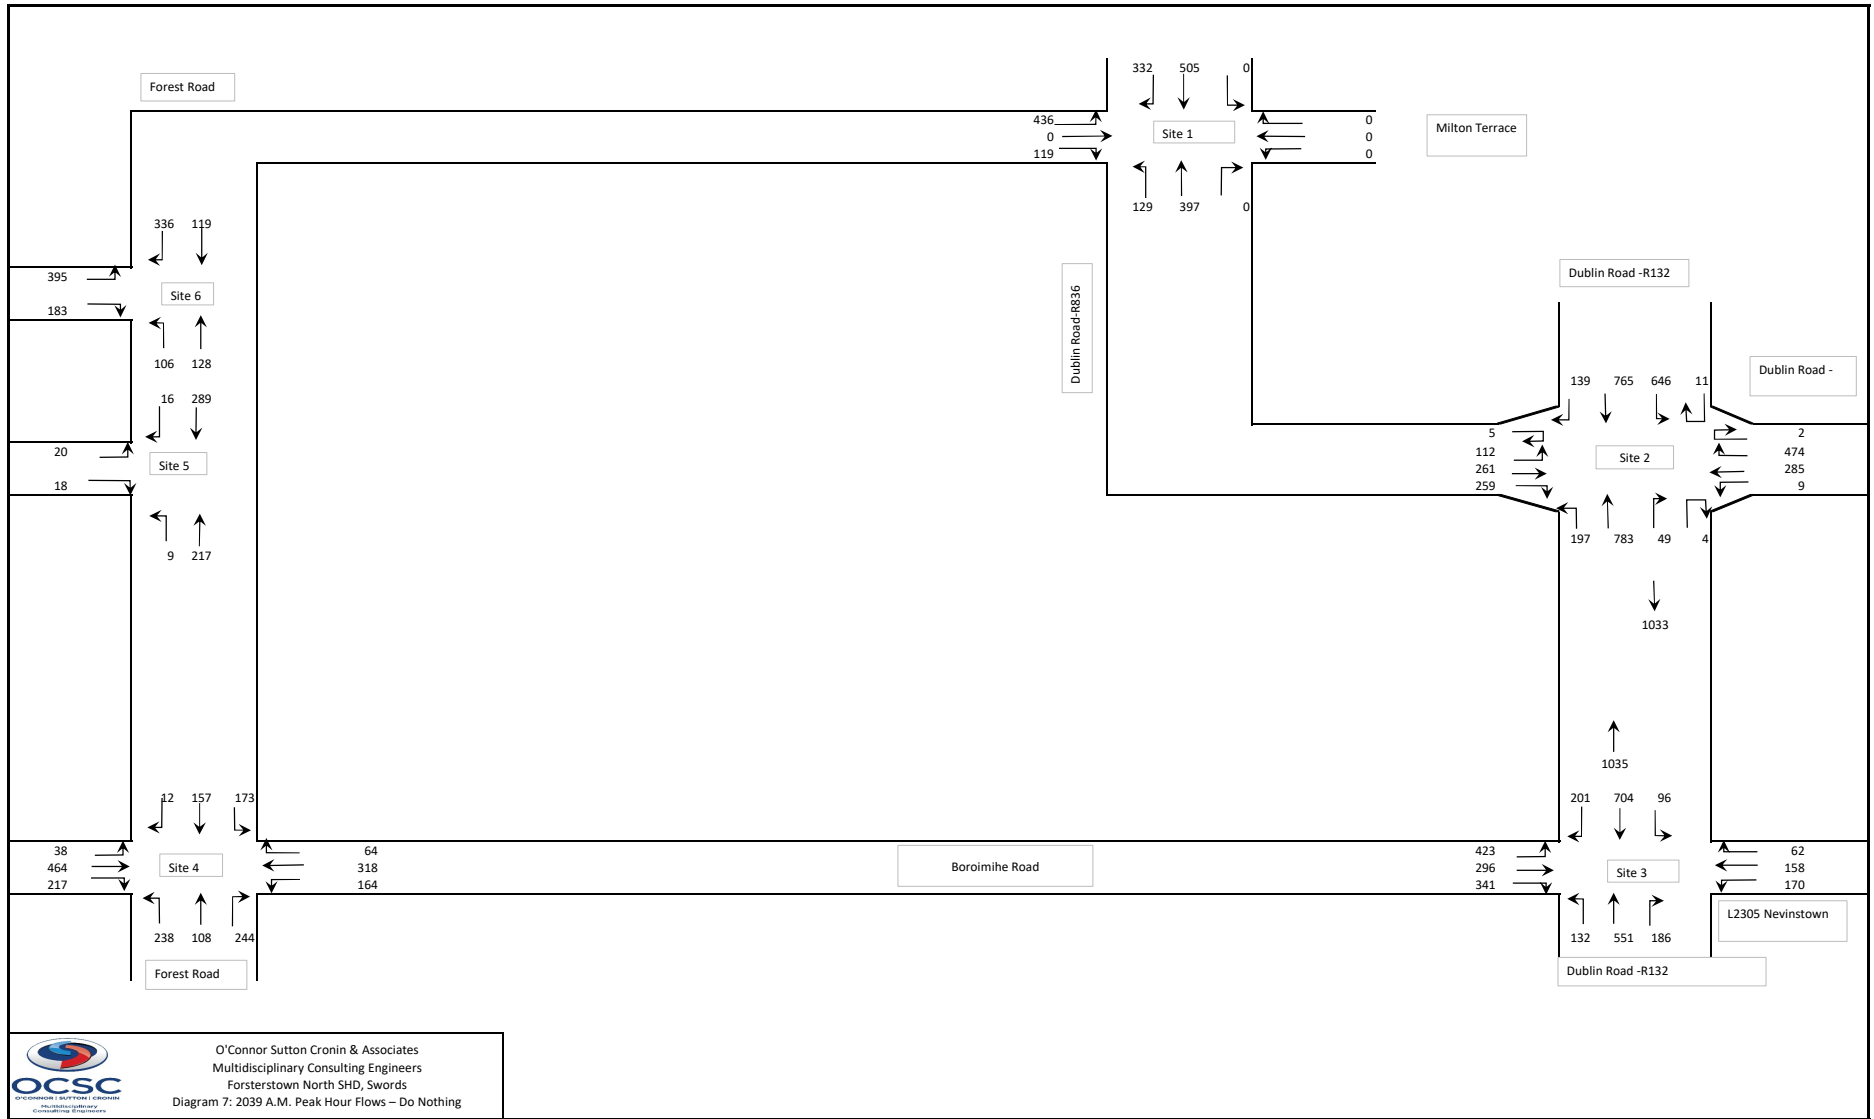 332 505 0
Forest Road
436
0
119
Site 1
0
0
0
Milton Terrace
129 397 0
336 119
395
183
Site 6
106 128
Dublin Road-R836
Dublin Road -R132
16 289
20
18
Site 5
9 217
Dublin Road -
139 765 646 11
5
112
261
259
Site 2
2
474
285
9
197 783 49 4
1033
1035
12 157 173
38
464
217
Site 4
64
318
164
238 108 244
Forest Road
Boroimihe Road
201 704 96
423
296
341
Site 3
62
158
170
132 551 186
L2305 Nevinstown
Dublin Road -R132
OCSC
O'CONNOR | SUTTON | CRONIN
Multidisciplinary
Consulting Engineers
O'Connor Sutton Cronin & Associates
Multidisciplinary Consulting Engineers
Forsterstown North SHD, Swords
Diagram 7: 2039 A.M. Peak Hour Flows – Do Nothing